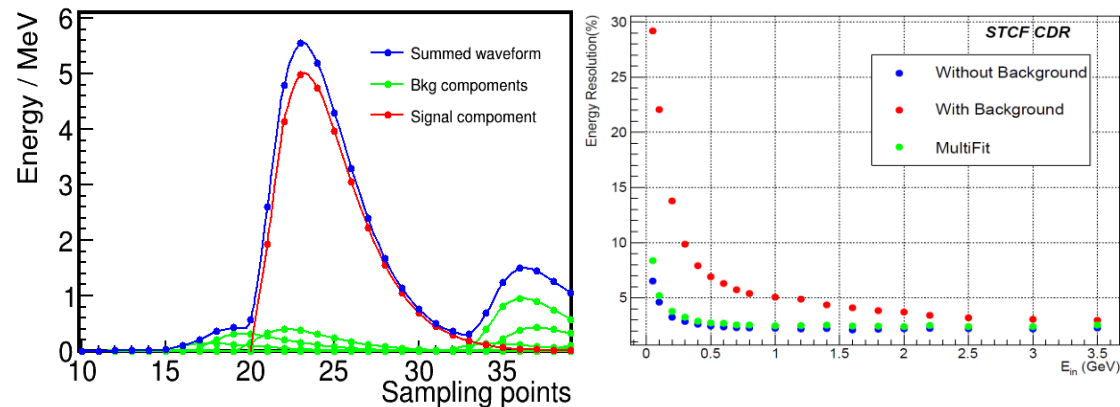 Energy / MeV
6
5
4
3
2
1
0
Summed waveform
Bkg compoments
Signal compoment
10 15 20 25 30 35
Sampling points
Energy Resolution(%)
30
25
20
15
10
5
STCF CDR
Without Background
With Background
MultiFit
0 0.5 1 1.5 2 2.5 3 3.5
E_in (GeV)